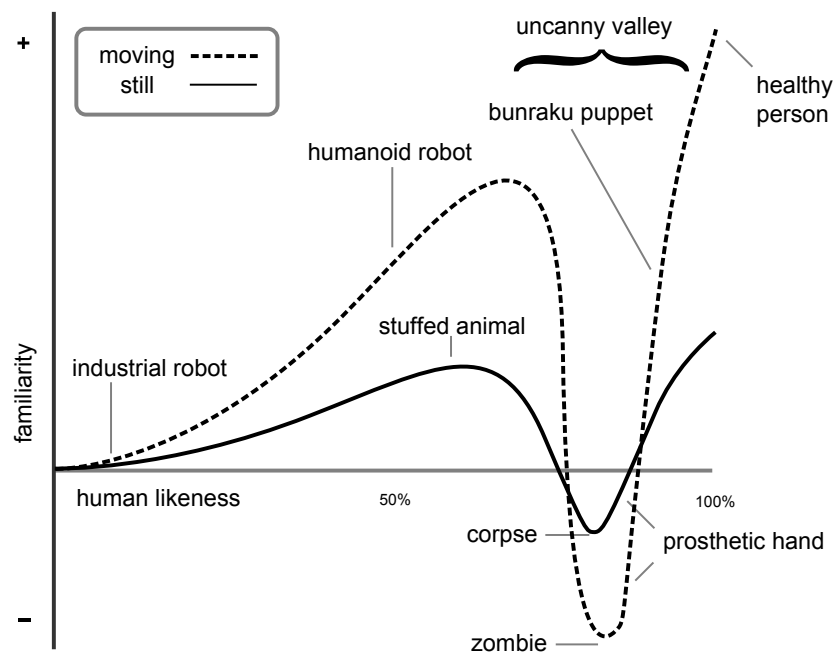 +
uncanny valley
moving
still
healthy
person
bunraku puppet
humanoid robot
stuffed animal
industrial robot
familiarity
human likeness
50%
100%
corpse
prosthetic hand
–
zombie